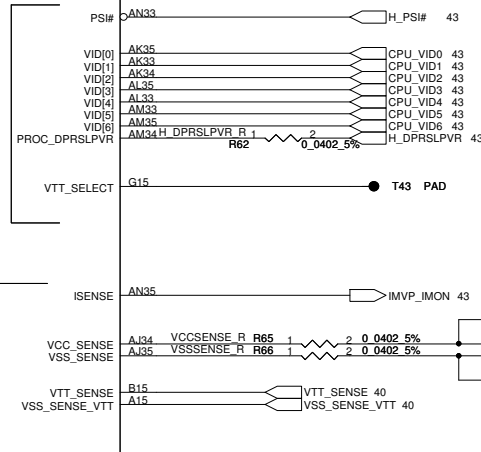 PSI# AN33 H_PSI# 43
VID[0] AK35 CPU_VID0 43
VID[1] AK33 CPU_VID1 43
VID[2] AK34 CPU_VID2 43
VID[3] AL35 CPU_VID3 43
VID[4] AL33 CPU_VID4 43
VID[5] AM33 CPU_VID5 43
VID[6] AM35 CPU_VID6 43
PROC_DPRSLPVR AM34 H_DPRSLPVR_R 1 2 H_DPRSLPVR 43
R62 0_0402_5%
VTT_SELECT G15 T43 PAD
ISENSE AN35 IMVP_IMON 43
VCC_SENSE AJ34 VCCSENSE_R R65 1 2 0_0402_5%
VSS_SENSE AJ35 VSSSENSE_R R66 1 2 0_0402_5%
VTT_SENSE B15 VTT_SENSE 40
VSS_SENSE_VTT A15 VSS_SENSE_VTT 40